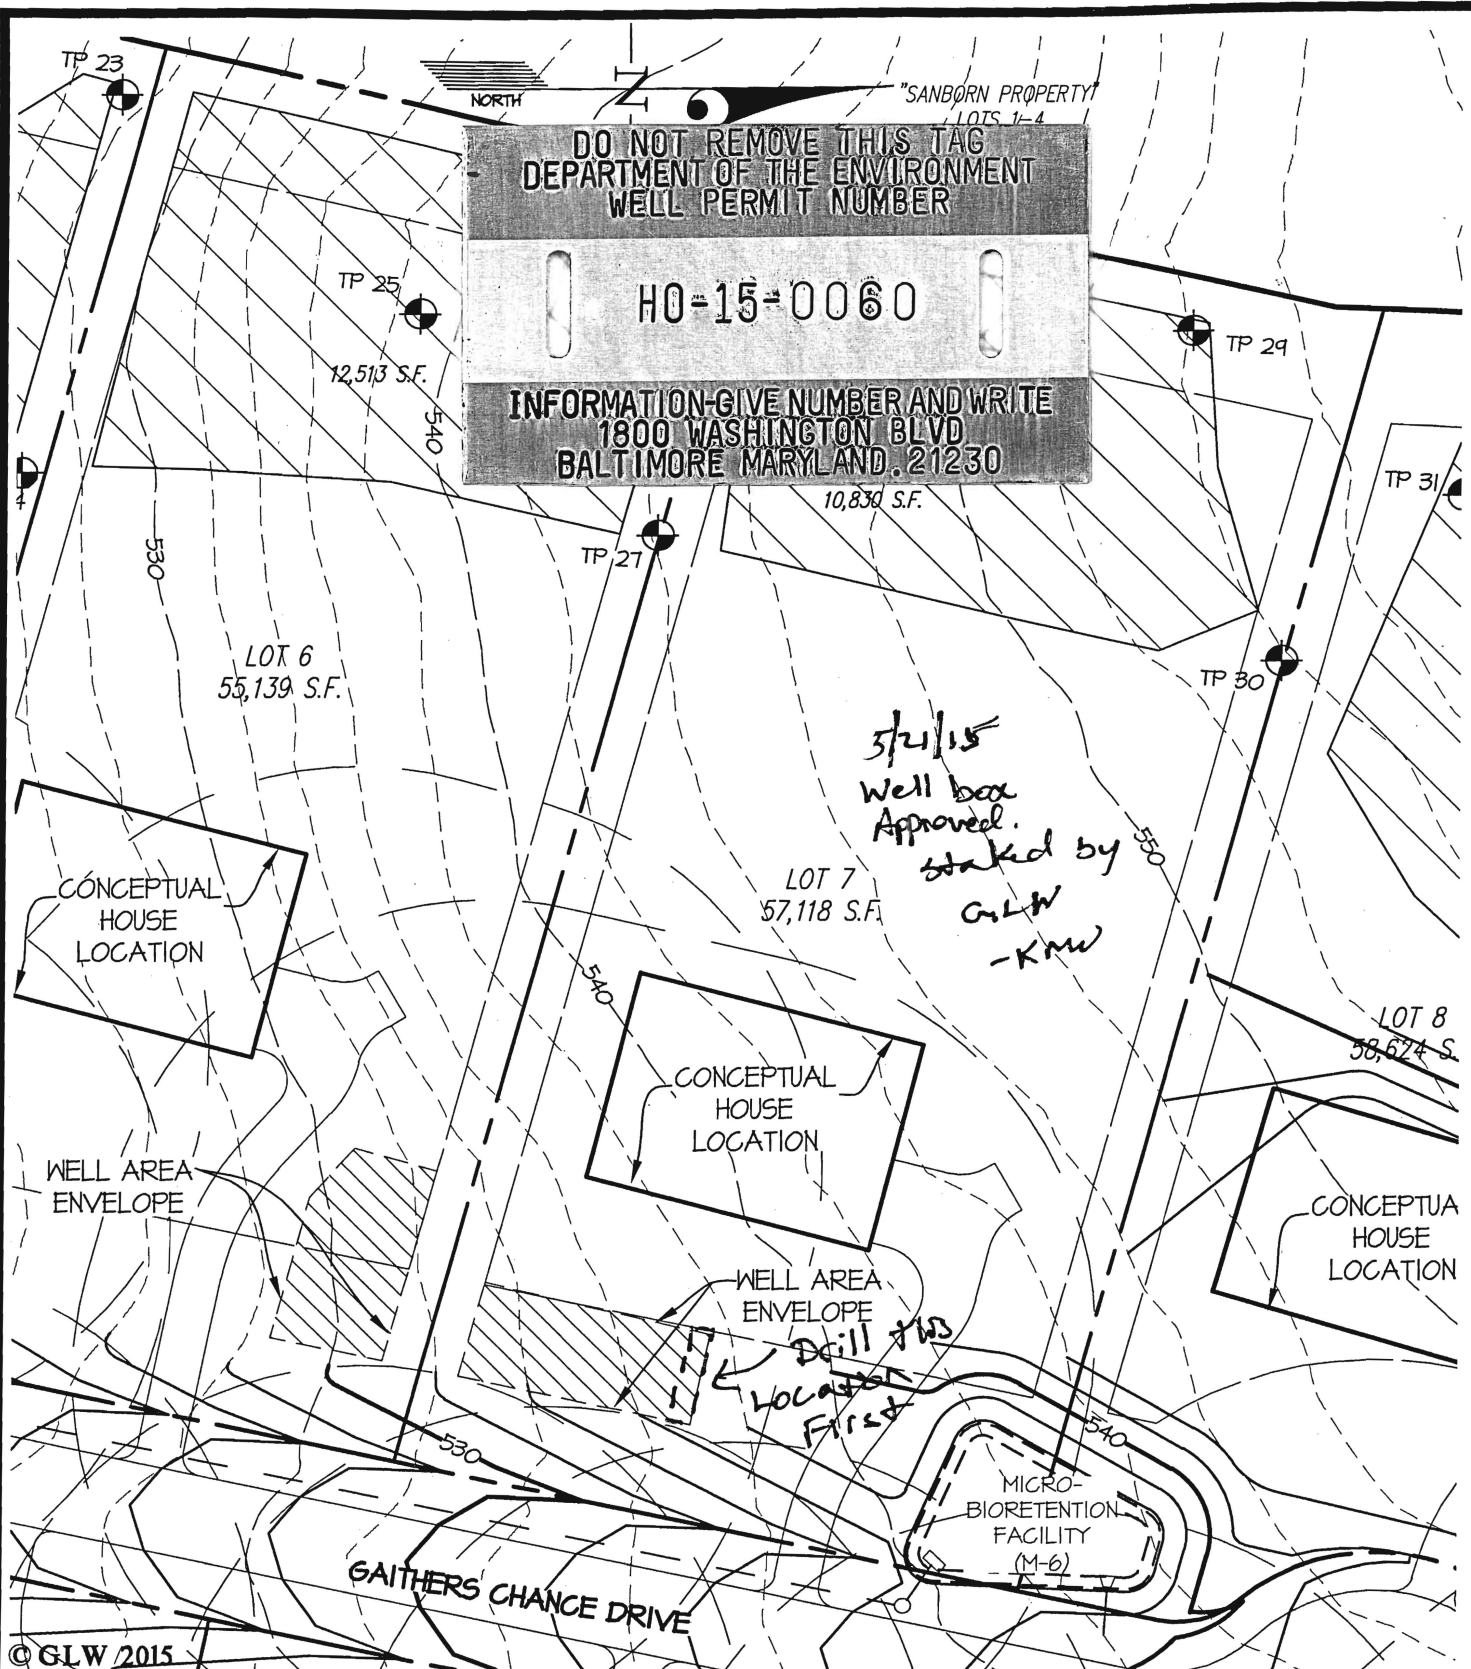 TP 23
NORTH
N
"SANBORN PROPERTY"
LOTS 1-4
DO NOT REMOVE THIS TAG
DEPARTMENT OF THE ENVIRONMENT
WELL PERMIT NUMBER
HO-15-0060
INFORMATION-GIVE NUMBER AND WRITE
1800 WASHINGTON BLVD
BALTIMORE MARYLAND. 21230
TP 25
12,513 S.F.
540
TP 29
10,830 S.F.
TP 31
4
530
TP 27
LOT 6
55,139 S.F.
TP 30
5/21/15
Well box
Approved.
staked by
GLW
-KMW
550
LOT 7
57,118 S.F.
CONCEPTUAL
HOUSE
LOCATION
540
LOT 8
58,624 S.
CONCEPTUAL
HOUSE
LOCATION
WELL AREA
ENVELOPE
CONCEPTUA
HOUSE
LOCATION
WELL AREA
ENVELOPE
Drill this
Location
First
530
540
MICRO-
BIORETENTION
FACILITY
(M-6)
GAITHERS CHANCE DRIVE
© GLW 2015